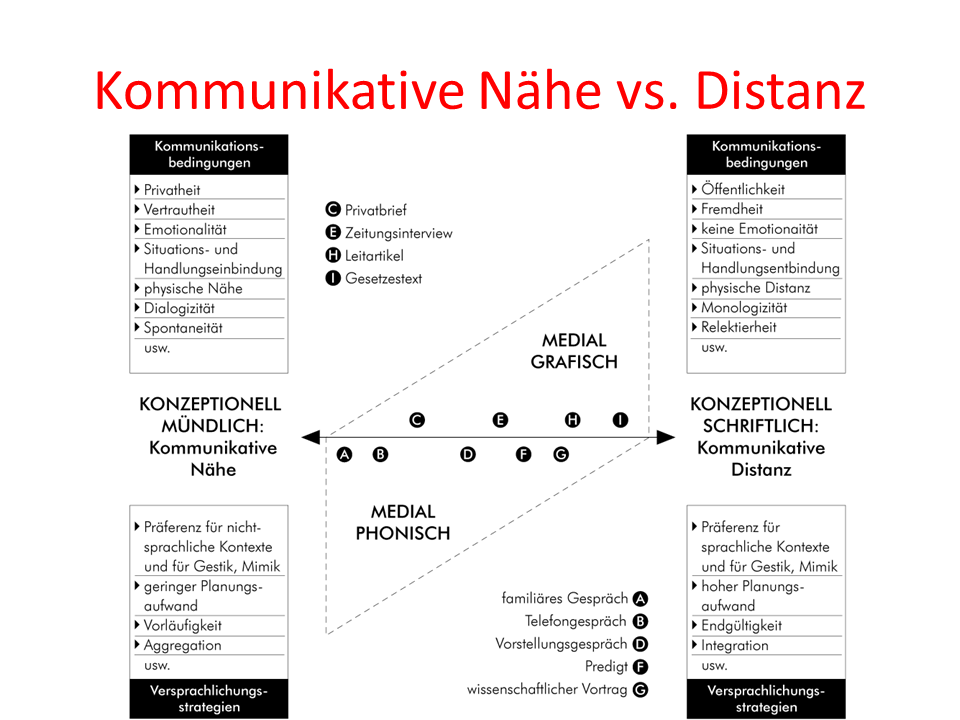 Kommunikative Nähe vs. Distanz
Kommunikations-
bedingungen
Privatheit
Vertrautheit
Emotionalität
Situations- und
Handlungseinbindung
physische Nähe
Dialogizität
Spontaneität
usw.
C Privatbrief
E Zeitungsinterview
H Leitartikel
I Gesetzestext
Kommunikations-
bedingungen
Öffentlichkeit
Fremdheit
keine Emotionaität
Situations- und
Handlungsentbindung
physische Distanz
Monologizität
Relektierheit
usw.
MEDIAL
GRAFISCH
KONZEPTIONELL
MÜNDLICH:
Kommunikative
Nähe
C E H I
A B D F G
KONZEPTIONELL
SCHRIFTLICH:
Kommunikative
Distanz
MEDIAL
PHONISCH
Präferenz für nicht-
sprachliche Kontexte
und für Gestik, Mimik
geringer Planungs-
aufwand
Vorläufigkeit
Aggregation
usw.
Versprachlichungs-
strategien
familiäres Gespräch A
Telefongespräch B
Vorstellungsgespräch D
Predigt F
wissenschaftlicher Vortrag G
Präferenz für
sprachliche Kontexte
und für Gestik, Mimik
hoher Planungs-
aufwand
Endgültigkeit
Integration
usw.
Versprachlichungs-
strategien